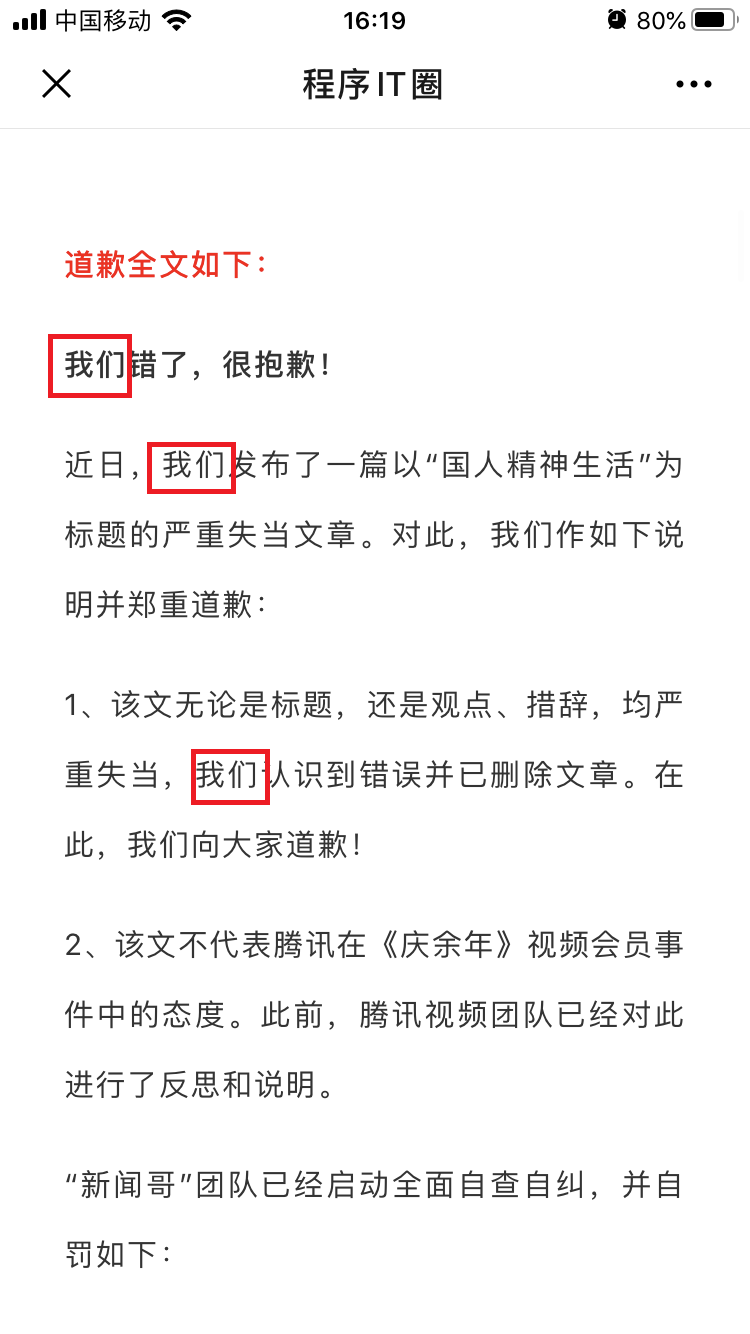 中国移动 16:19 80%
程序IT圈
道歉全文如下：
我们错了，很抱歉！
近日，我们发布了一篇以“国人精神生活”为
标题的严重失当文章。对此，我们作如下说
明并郑重道歉：
1、该文无论是标题，还是观点、措辞，均严
重失当，我们认识到错误并已删除文章。在
此，我们向大家道歉！
2、该文不代表腾讯在《庆余年》视频会员事
件中的态度。此前，腾讯视频团队已经对此
进行了反思和说明。
“新闻哥”团队已经启动全面自查自纠，并自
罚如下：